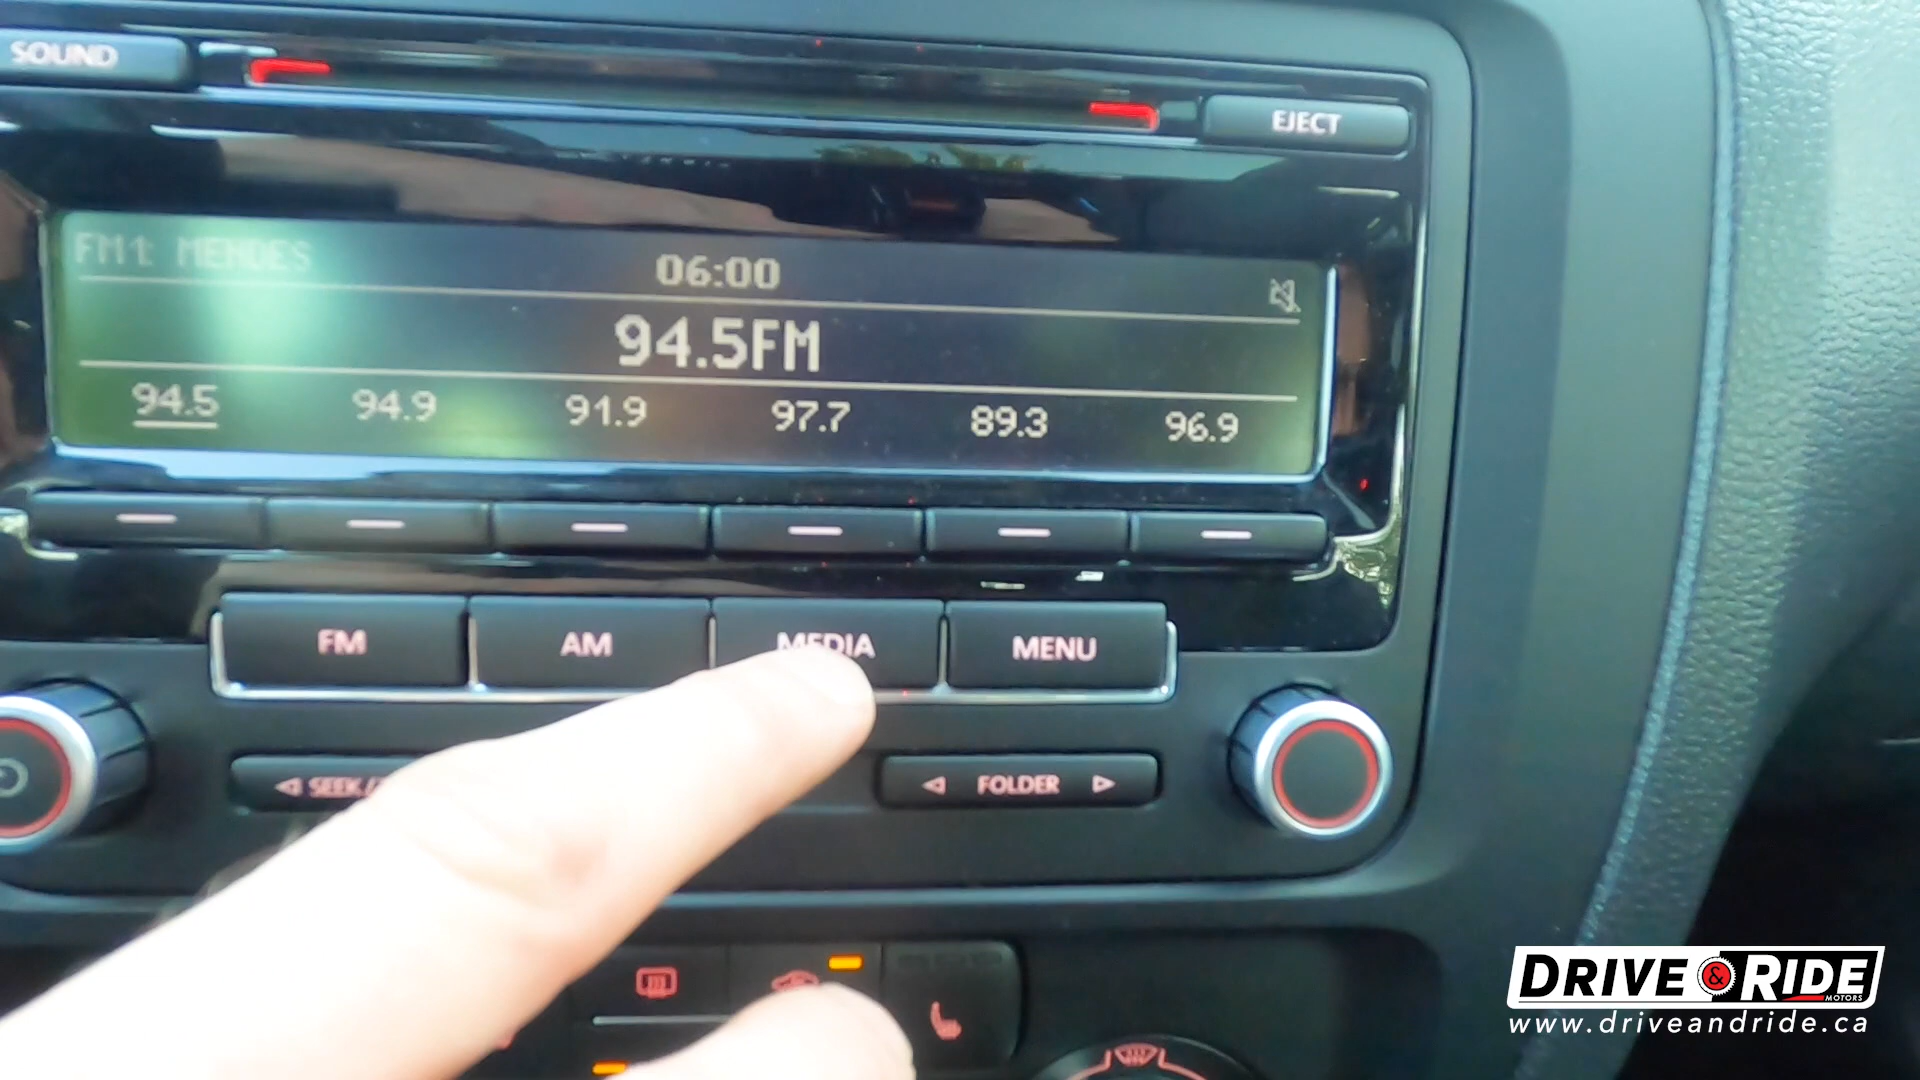 SOUND
EJECT
FM1: MENDES
06:00
94.5FM
94.5 94.9 91.9 97.7 89.3 96.9
FM AM MEDIA MENU
SEEK/
FOLDER
DRIVE & RIDE
MOTORS
www.driveandride.ca